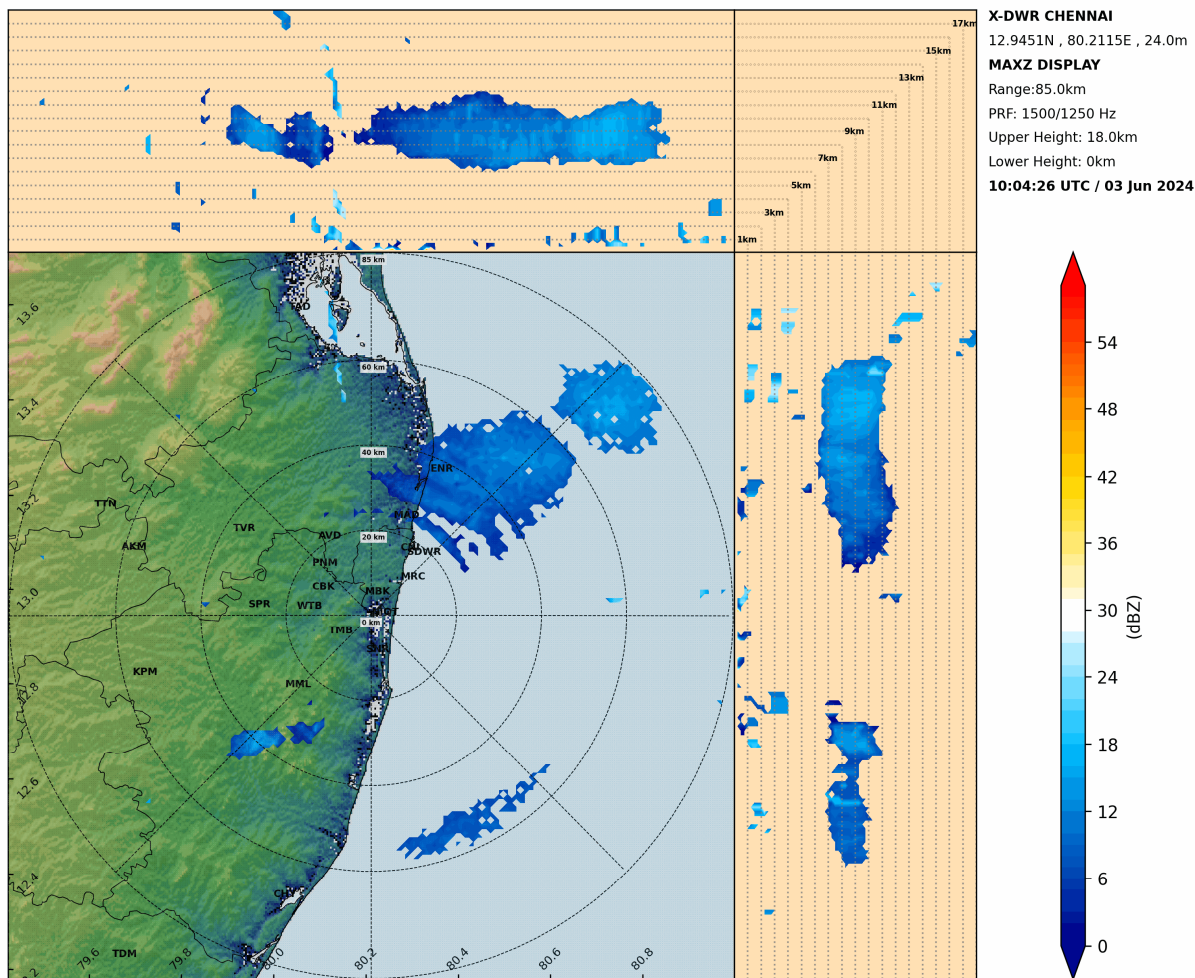 X-DWR CHENNAI
12.9451N , 80.2115E , 24.0m
MAXZ DISPLAY
Range:85.0km
PRF: 1500/1250 Hz
Upper Height: 18.0km
Lower Height: 0km
10:04:26 UTC / 03 Jun 2024
17km
15km
13km
11km
9km
7km
5km
3km
1km
85 km
60 km
40 km
20 km
0 km
13.6
13.4
13.2
13.0
12.8
12.6
12.4
79.6
79.8
80.0
80.2
80.4
80.6
80.8
ENR
TTN
TVR
MAD
AVD
AKM
SDWR
PNM
MRC
CBK
MBK
SPR
WTB
TMB
KPM
MML
TDM
54
48
42
36
30
24
18
12
6
0
(dBZ)